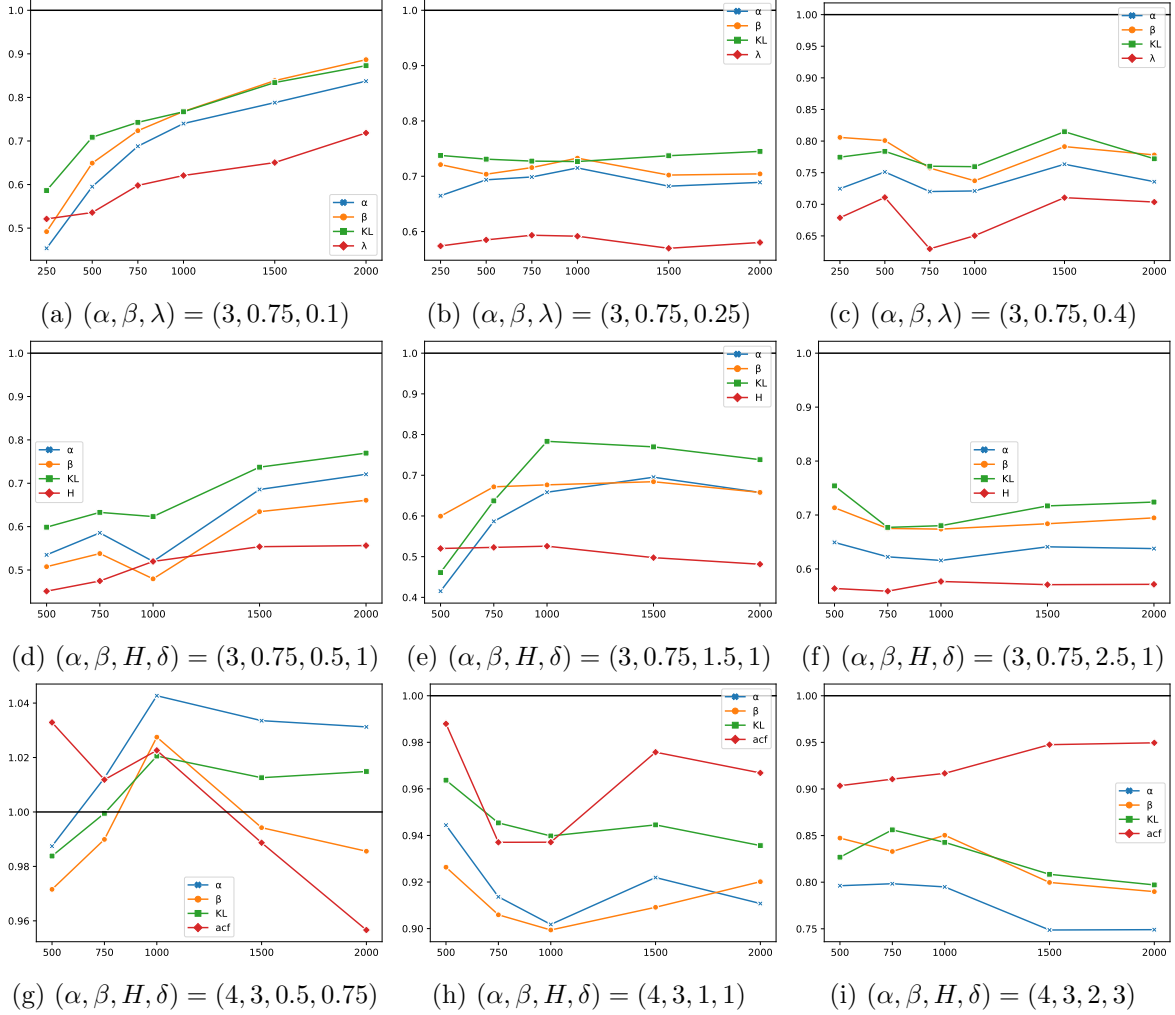 1.0
0.9
0.8
0.7
0.6
0.5
α
β
KL
λ
250 500 750 1000 1500 2000
(a) (α, β, λ) = (3, 0.75, 0.1)
1.0
0.9
0.8
0.7
0.6
α
β
KL
λ
250 500 750 1000 1500 2000
(b) (α, β, λ) = (3, 0.75, 0.25)
1.00
0.95
0.90
0.85
0.80
0.75
0.70
0.65
α
β
KL
λ
250 500 750 1000 1500 2000
(c) (α, β, λ) = (3, 0.75, 0.4)
1.0
0.9
0.8
0.7
0.6
0.5
α
β
KL
H
500 750 1000 1500 2000
(d) (α, β, H, δ) = (3, 0.75, 0.5, 1)
1.0
0.9
0.8
0.7
0.6
0.5
0.4
α
β
KL
H
500 750 1000 1500 2000
(e) (α, β, H, δ) = (3, 0.75, 1.5, 1)
1.0
0.9
0.8
0.7
0.6
α
β
KL
H
500 750 1000 1500 2000
(f) (α, β, H, δ) = (3, 0.75, 2.5, 1)
1.04
1.02
1.00
0.98
0.96
α
β
KL
acf
500 750 1000 1500 2000
(g) (α, β, H, δ) = (4, 3, 0.5, 0.75)
1.00
0.98
0.96
0.94
0.92
0.90
α
β
KL
acf
500 750 1000 1500 2000
(h) (α, β, H, δ) = (4, 3, 1, 1)
1.00
0.95
0.90
0.85
0.80
0.75
α
β
KL
acf
500 750 1000 1500 2000
(i) (α, β, H, δ) = (4, 3, 2, 3)